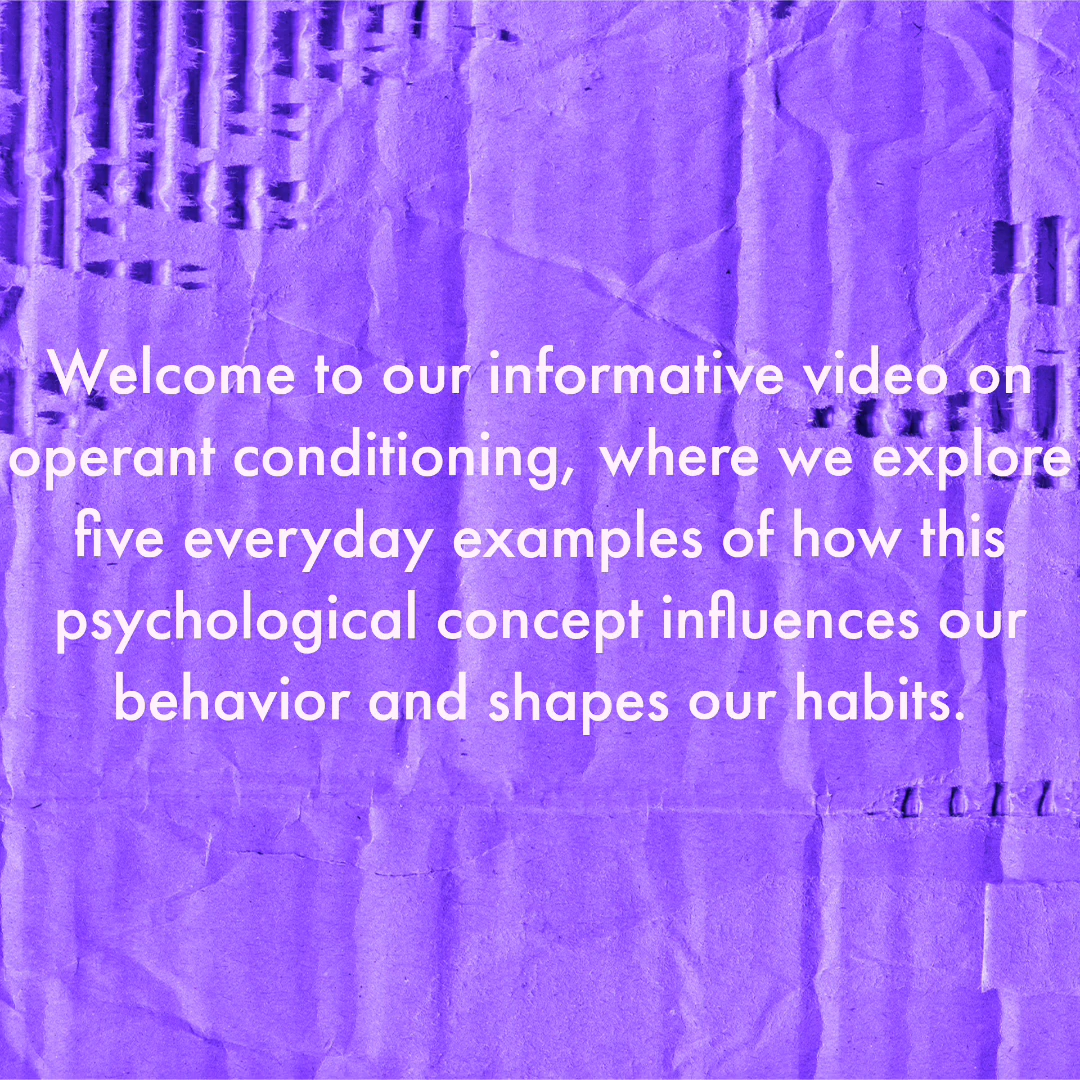 Welcome to our informative video on
operant conditioning, where we explore
five everyday examples of how this
psychological concept influences our
behavior and shapes our habits.